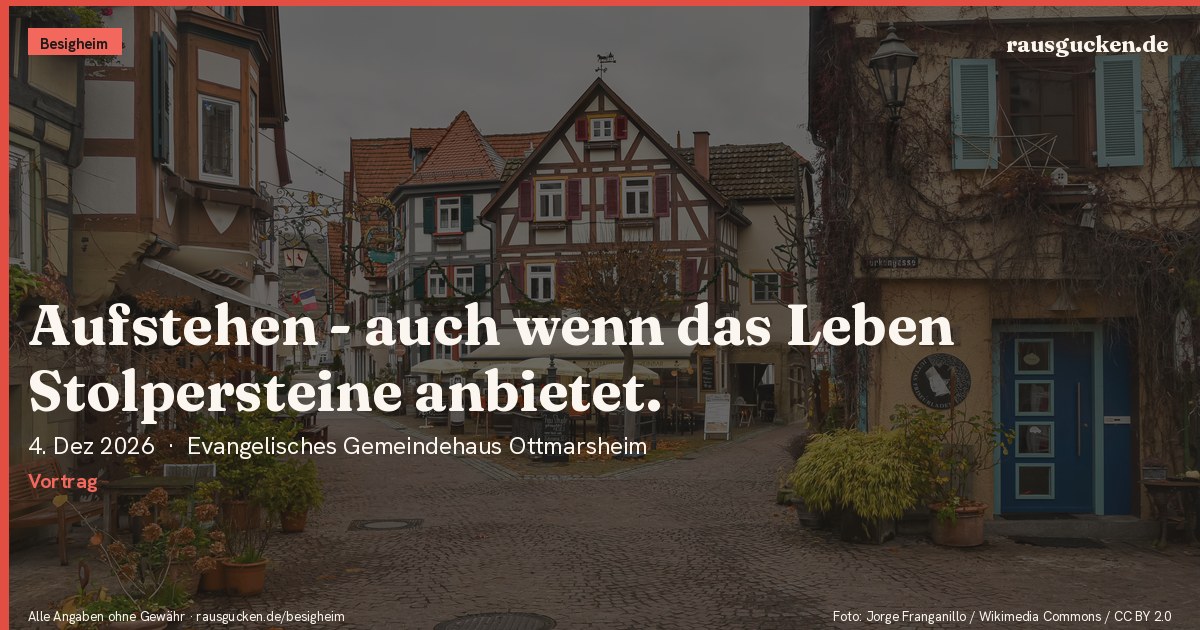 Besigheim
rausgucken.de
Aufstehen - auch wenn das Leben
Stolpersteine anbietet.
4. Dez 2026 · Evangelisches Gemeindehaus Ottmarsheim
Vortrag
Alle Angaben ohne Gewähr · rausgucken.de/besigheim
Foto: Jorge Franganillo / Wikimedia Commons / CC BY 2.0